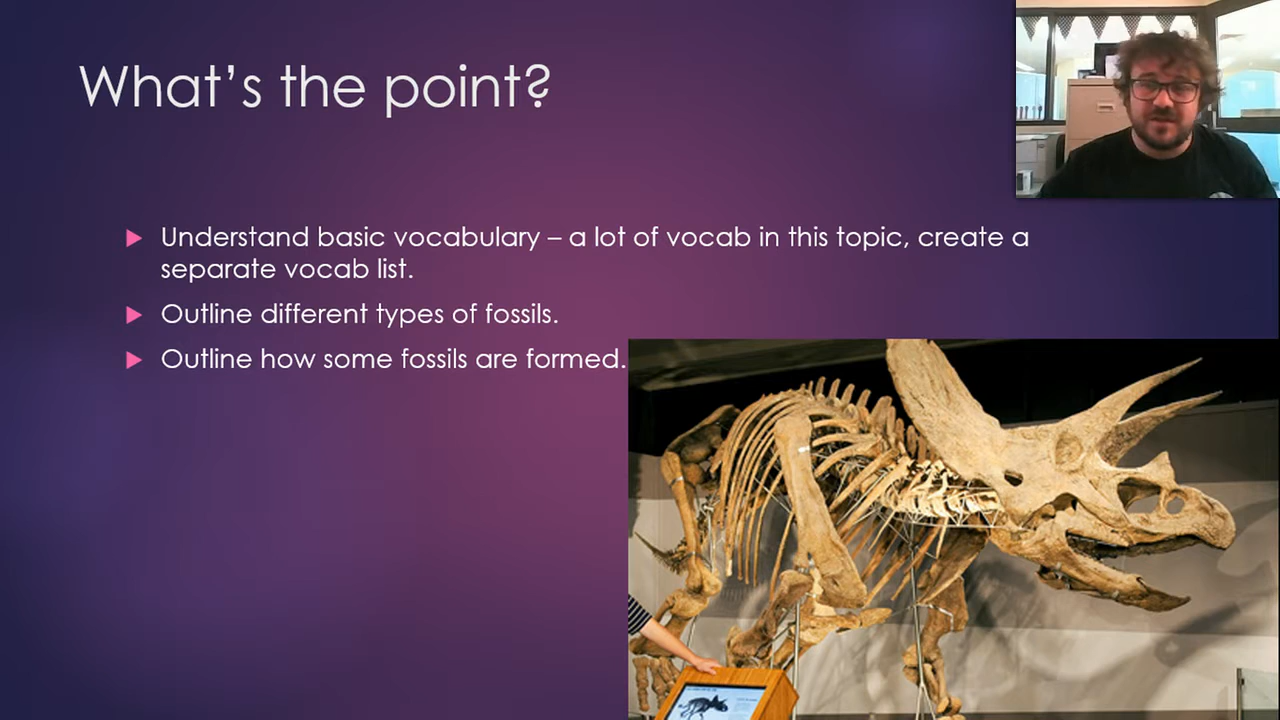 What’s the point?
Understand basic vocabulary – a lot of vocab in this topic, create a
separate vocab list.
Outline different types of fossils.
Outline how some fossils are formed.